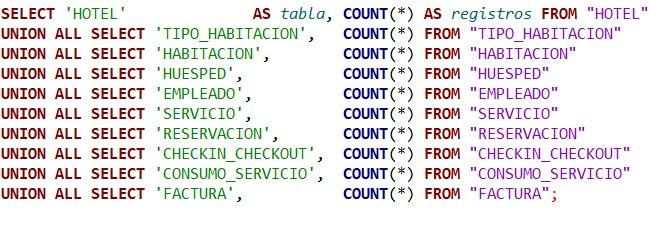 SELECT 'HOTEL'              AS tabla, COUNT(*) AS registros FROM "HOTEL"
UNION ALL SELECT 'TIPO_HABITACION',   COUNT(*) FROM "TIPO_HABITACION"
UNION ALL SELECT 'HABITACION',        COUNT(*) FROM "HABITACION"
UNION ALL SELECT 'HUESPED',           COUNT(*) FROM "HUESPED"
UNION ALL SELECT 'EMPLEADO',          COUNT(*) FROM "EMPLEADO"
UNION ALL SELECT 'SERVICIO',          COUNT(*) FROM "SERVICIO"
UNION ALL SELECT 'RESERVACION',       COUNT(*) FROM "RESERVACION"
UNION ALL SELECT 'CHECKIN_CHECKOUT',  COUNT(*) FROM "CHECKIN_CHECKOUT"
UNION ALL SELECT 'CONSUMO_SERVICIO',  COUNT(*) FROM "CONSUMO_SERVICIO"
UNION ALL SELECT 'FACTURA',           COUNT(*) FROM "FACTURA";